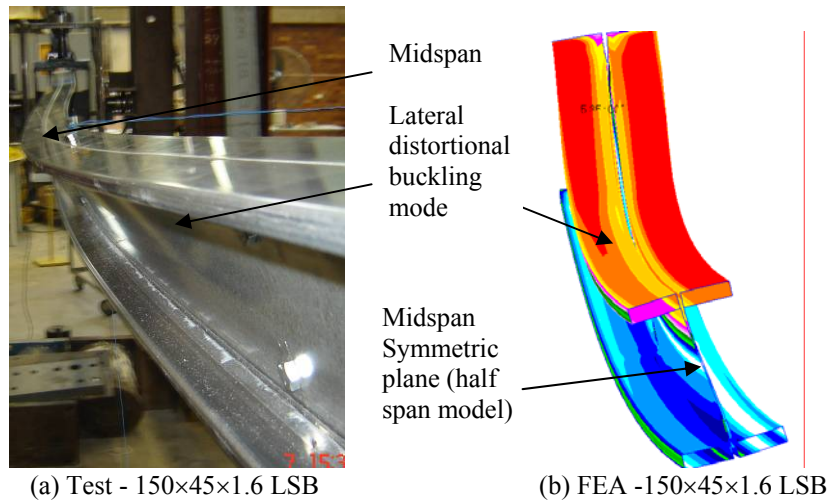 Midspan
Lateral
distortional
buckling
mode
Midspan
Symmetric
plane (half
span model)
(a) Test - 150×45×1.6 LSB
(b) FEA -150×45×1.6 LSB